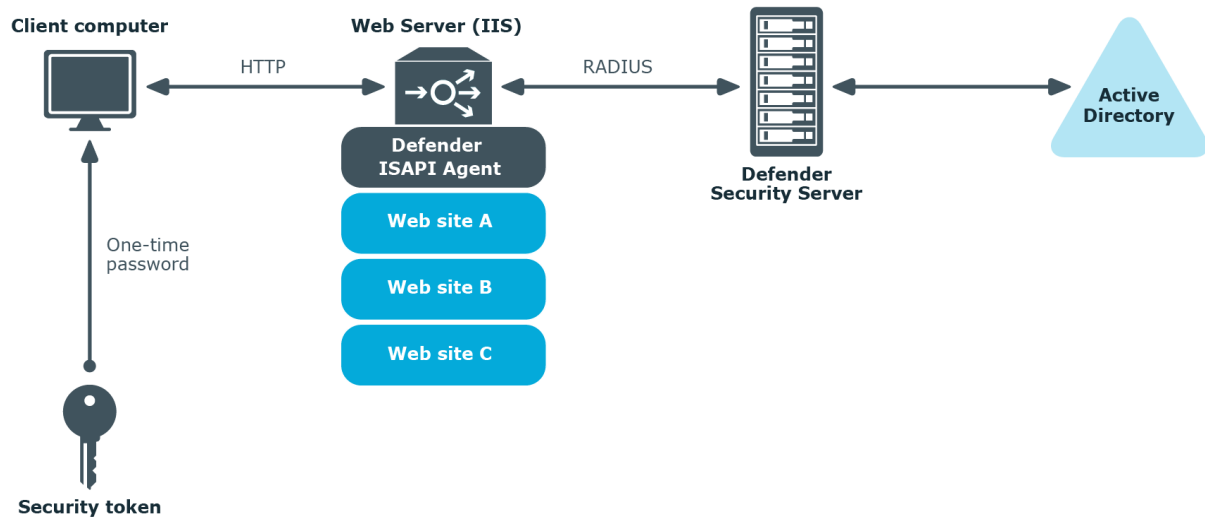 Client computer
HTTP
Web Server (IIS)
RADIUS
Defender
Security Server
Active
Directory
Defender
ISAPI Agent
Web site A
Web site B
Web site C
One-time
password
Security token